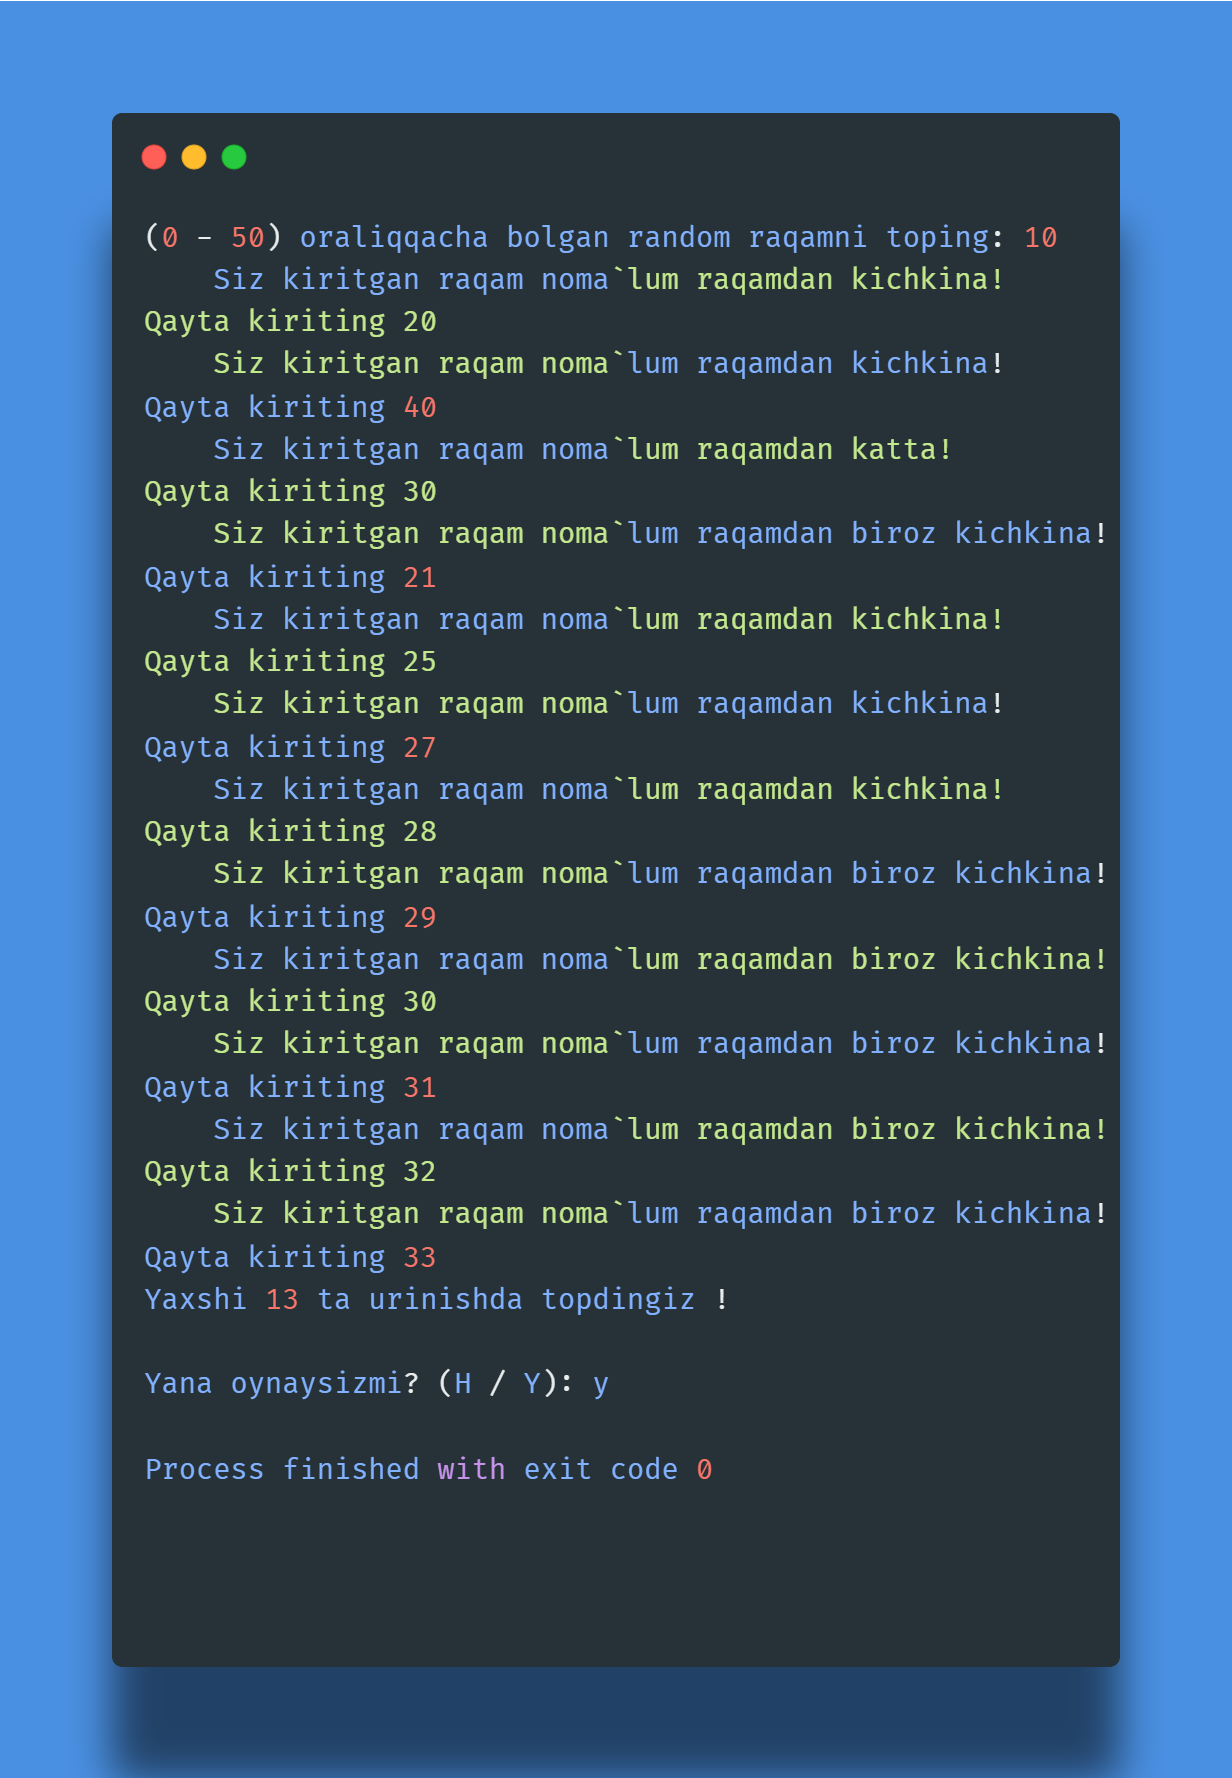 (0 - 50) oraliqqacha bolgan random raqamni toping: 10
    Siz kiritgan raqam noma`lum raqamdan kichkina!
Qayta kiriting 20
    Siz kiritgan raqam noma`lum raqamdan kichkina!
Qayta kiriting 40
    Siz kiritgan raqam noma`lum raqamdan katta!
Qayta kiriting 30
    Siz kiritgan raqam noma`lum raqamdan biroz kichkina!
Qayta kiriting 21
    Siz kiritgan raqam noma`lum raqamdan kichkina!
Qayta kiriting 25
    Siz kiritgan raqam noma`lum raqamdan kichkina!
Qayta kiriting 27
    Siz kiritgan raqam noma`lum raqamdan kichkina!
Qayta kiriting 28
    Siz kiritgan raqam noma`lum raqamdan biroz kichkina!
Qayta kiriting 29
    Siz kiritgan raqam noma`lum raqamdan biroz kichkina!
Qayta kiriting 30
    Siz kiritgan raqam noma`lum raqamdan biroz kichkina!
Qayta kiriting 31
    Siz kiritgan raqam noma`lum raqamdan biroz kichkina!
Qayta kiriting 32
    Siz kiritgan raqam noma`lum raqamdan biroz kichkina!
Qayta kiriting 33
Yaxshi 13 ta urinishda topdingiz !
Yana oynaysizmi? (H / Y): y
Process finished with exit code 0